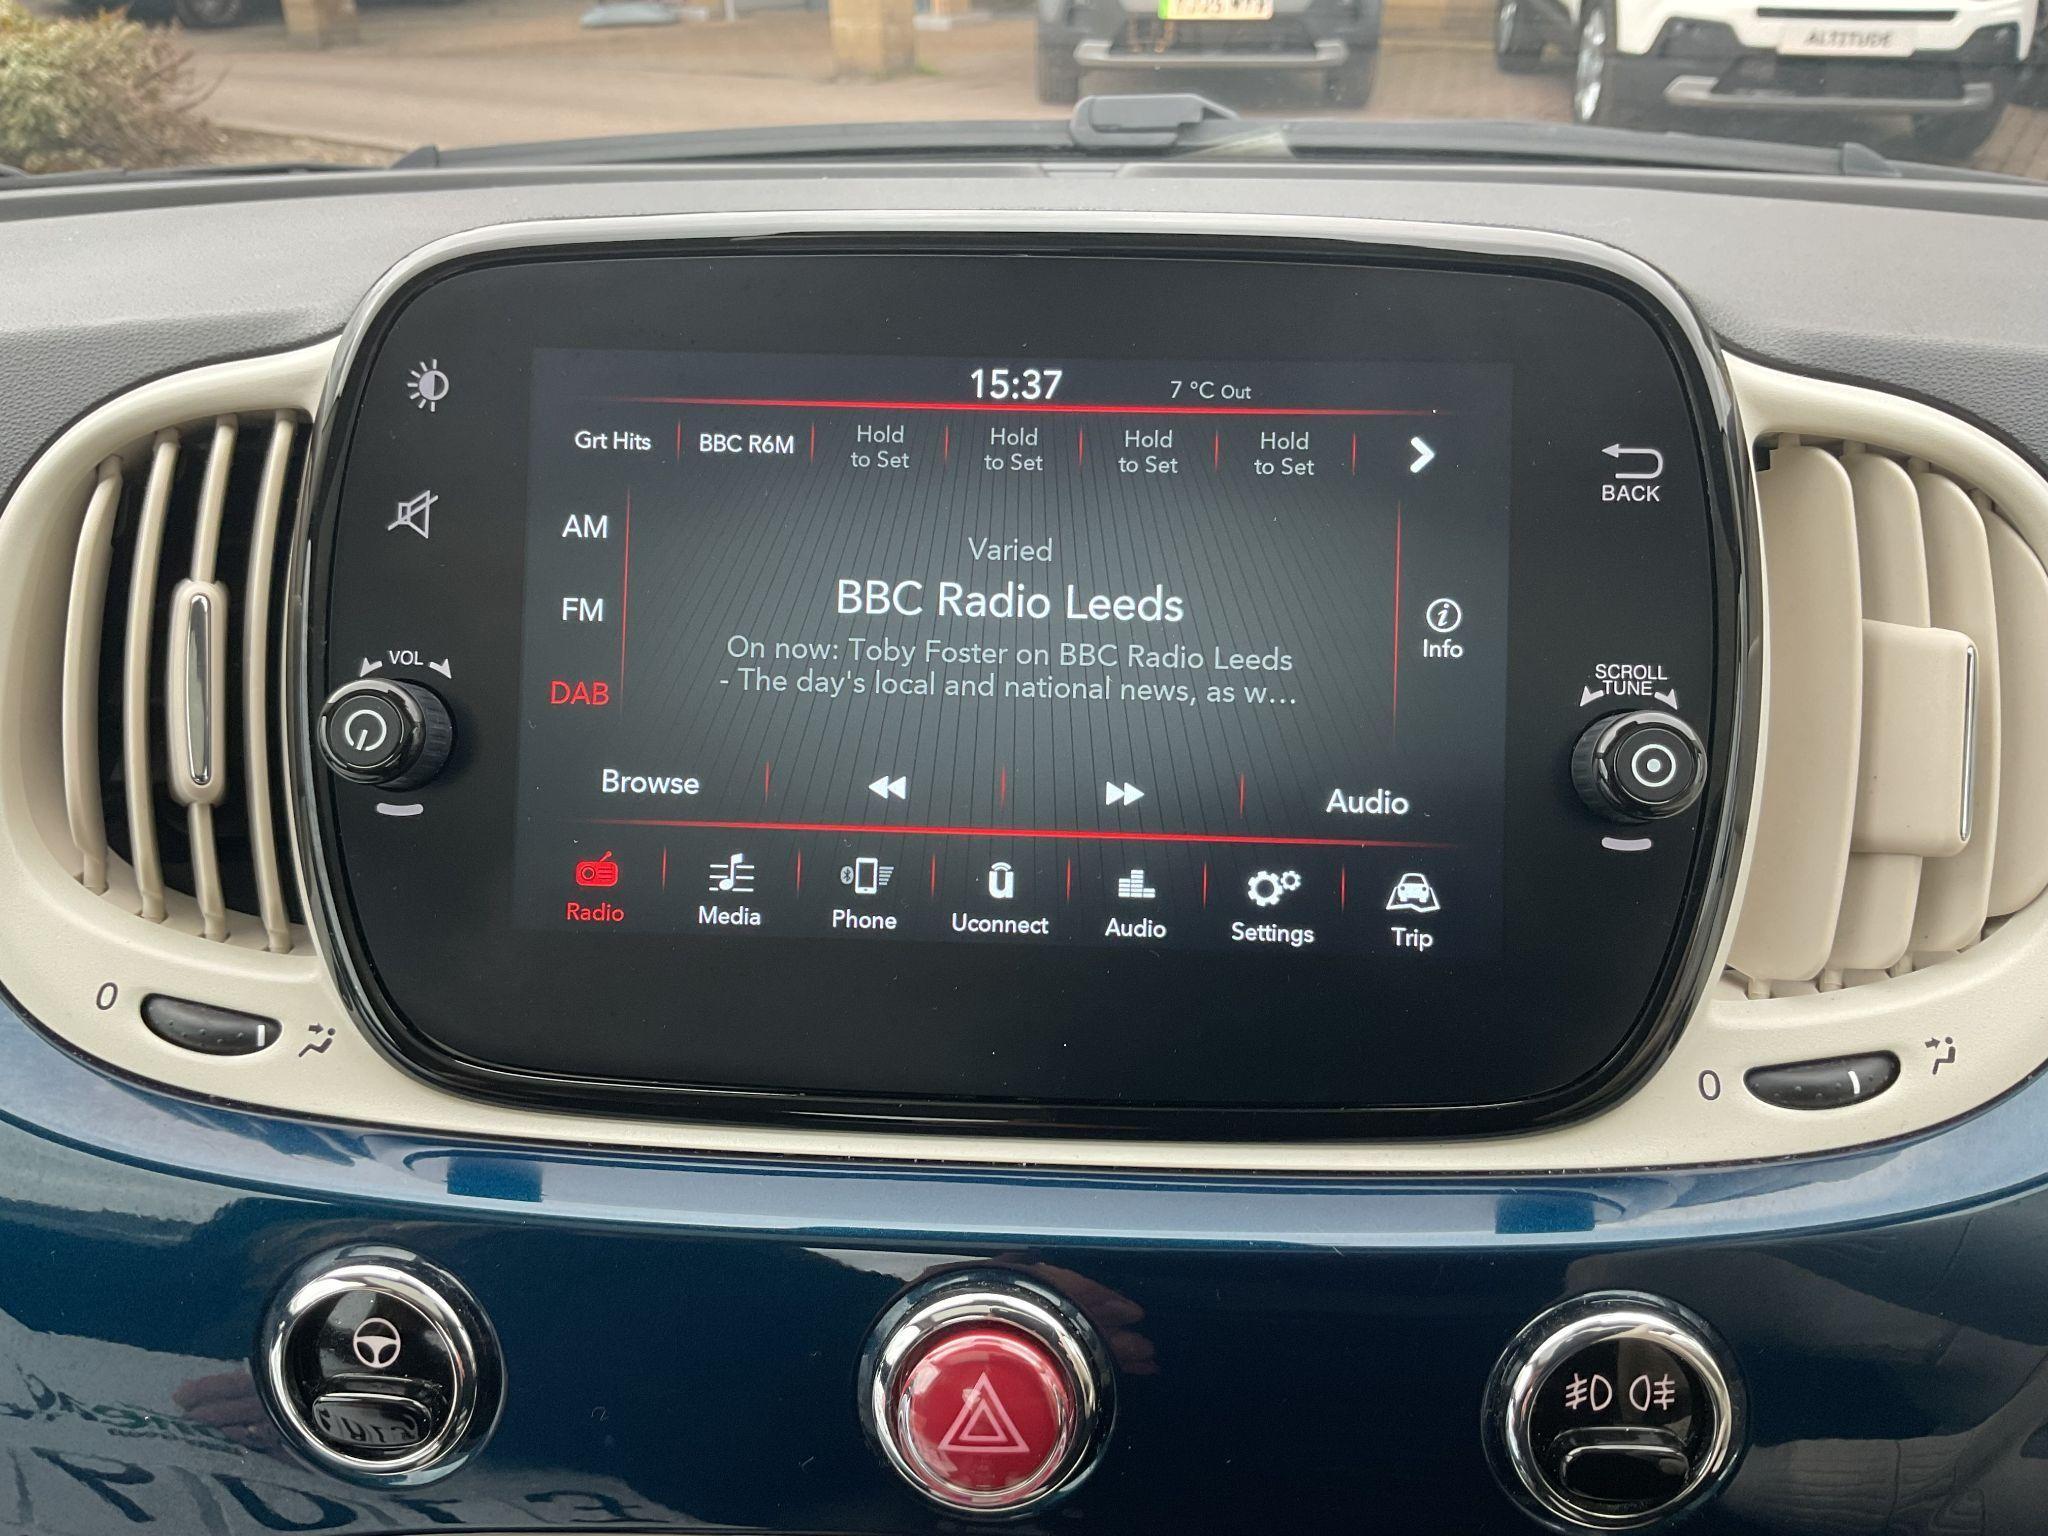 ALTITUDE
15:37
7 °C Out
Grt Hits
BBC R6M
Hold
to Set
Hold
to Set
Hold
to Set
Hold
to Set
BACK
AM
FM
DAB
Varied
BBC Radio Leeds
On now: Toby Foster on BBC Radio Leeds
- The day's local and national news, as w...
Info
VOL
SCROLL
TUNE
Browse
Audio
Radio
Media
Phone
Uconnect
Audio
Settings
Trip
0
0